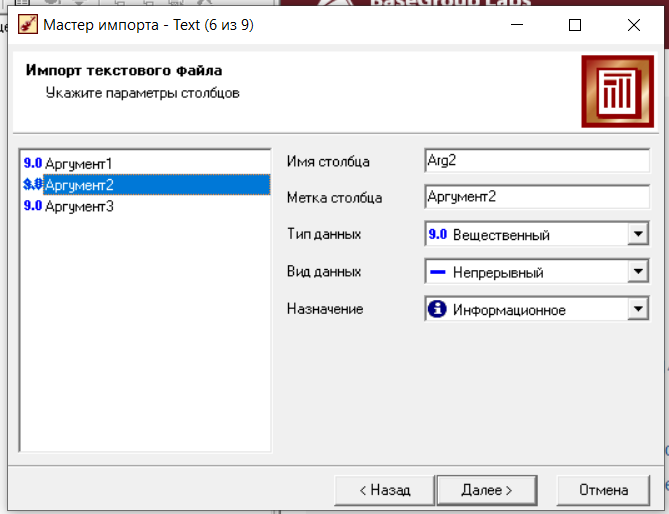 BaseGroup Labs
Мастер импорта - Text (6 из 9)
Импорт текстового файла
Укажите параметры столбцов
9.0 Аргумент1
9.0 Аргумент2
9.0 Аргумент3
Имя столбца Arg2
Метка столбца Аргумент2
Тип данных 9.0 Вещественный
Вид данных Непрерывный
Назначение Информационное
< Назад Далее > Отмена